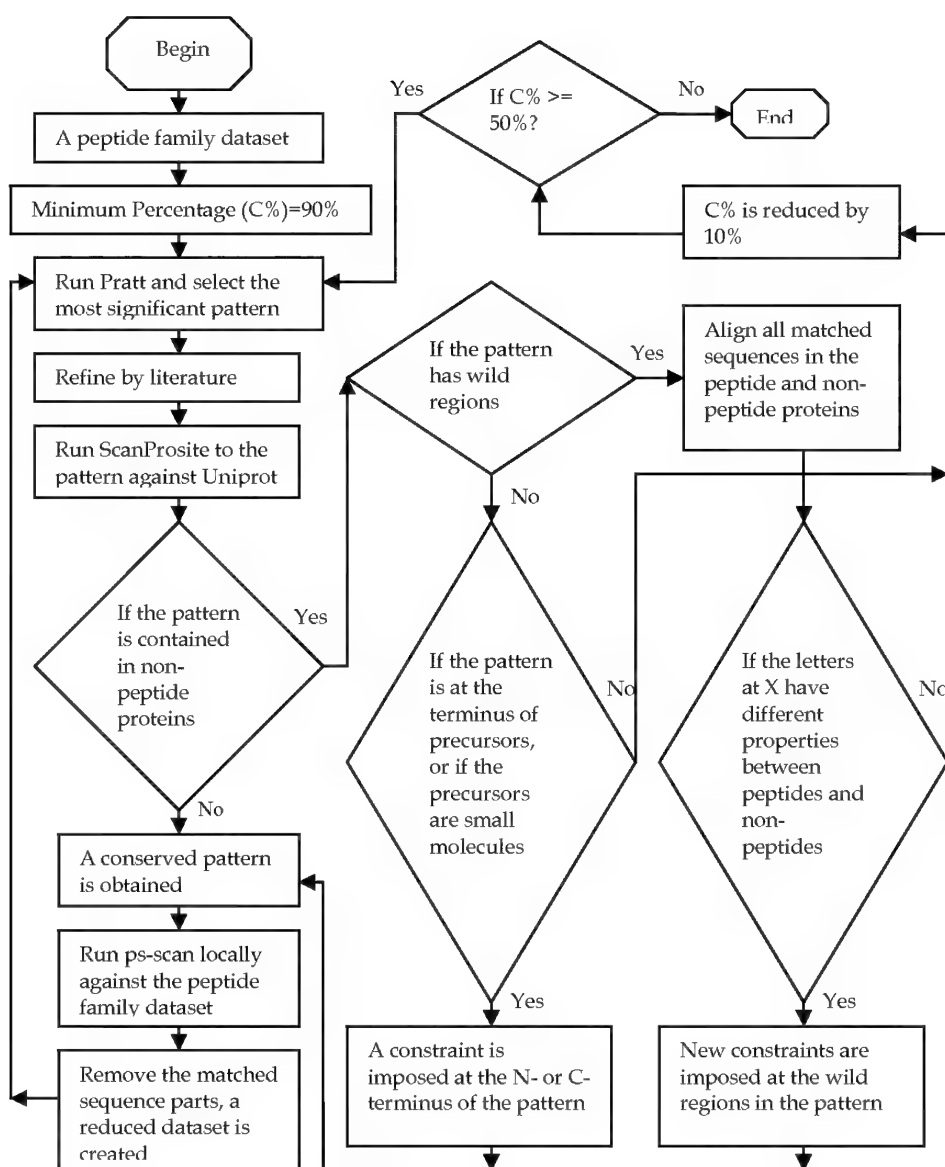 Begin
A peptide family dataset
Minimum Percentage (C%)=90%
Run Pratt and select the
most significant pattern
Refine by literature
Run ScanProsite to the
pattern against Uniprot
If the pattern
is contained
in non-
peptide
proteins
Yes
No
A conserved pattern
is obtained
Run ps-scan locally
against the peptide
family dataset
Remove the matched
sequence parts, a
reduced dataset is
created
Yes
If C% >=
50%?
No
End
C% is reduced by
10%
If the pattern
has wild
regions
Yes
No
Align all matched
sequences in the
peptide and non-
peptide proteins
If the pattern
is at the
terminus of
precursors,
or if the
precursors
are small
molecules
No
Yes
A constraint is
imposed at the N- or C-
terminus of the pattern
If the letters
at X have
different
properties
between
peptides and
non-
peptides
No
Yes
New constraints are
imposed at the wild
regions in the pattern